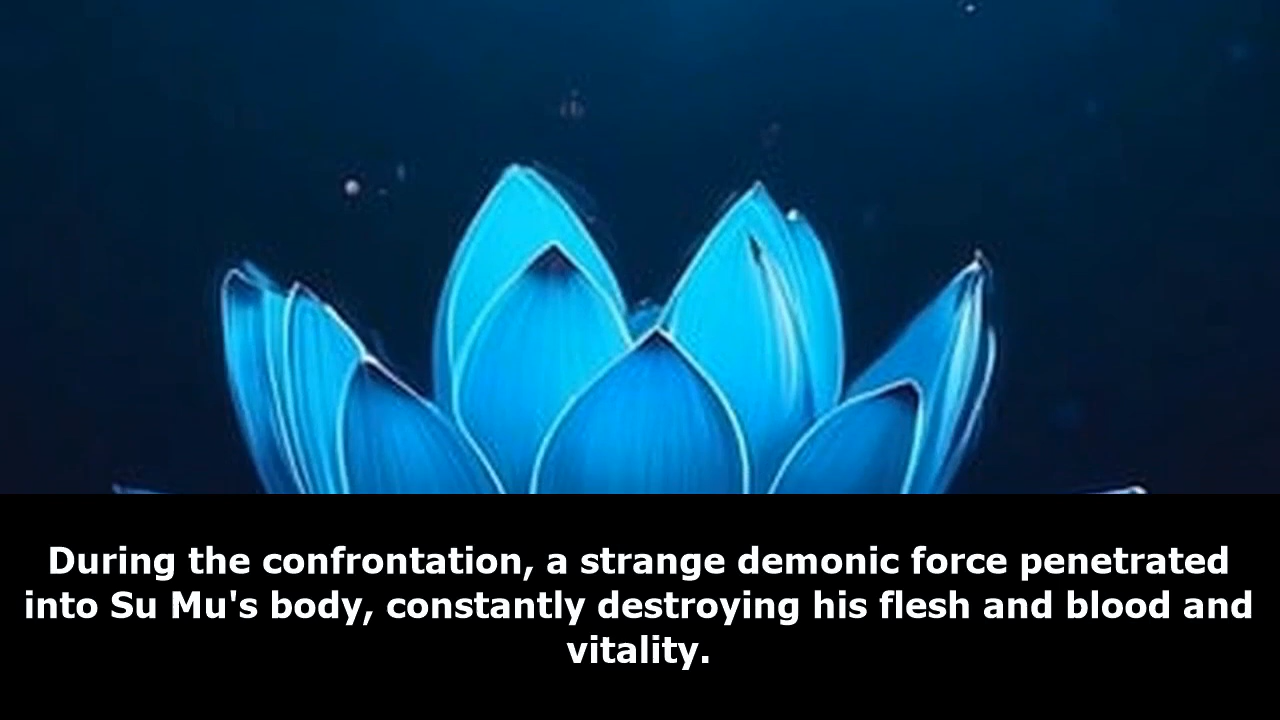 During the confrontation, a strange demonic force penetrated
into Su Mu's body, constantly destroying his flesh and blood and
vitality.